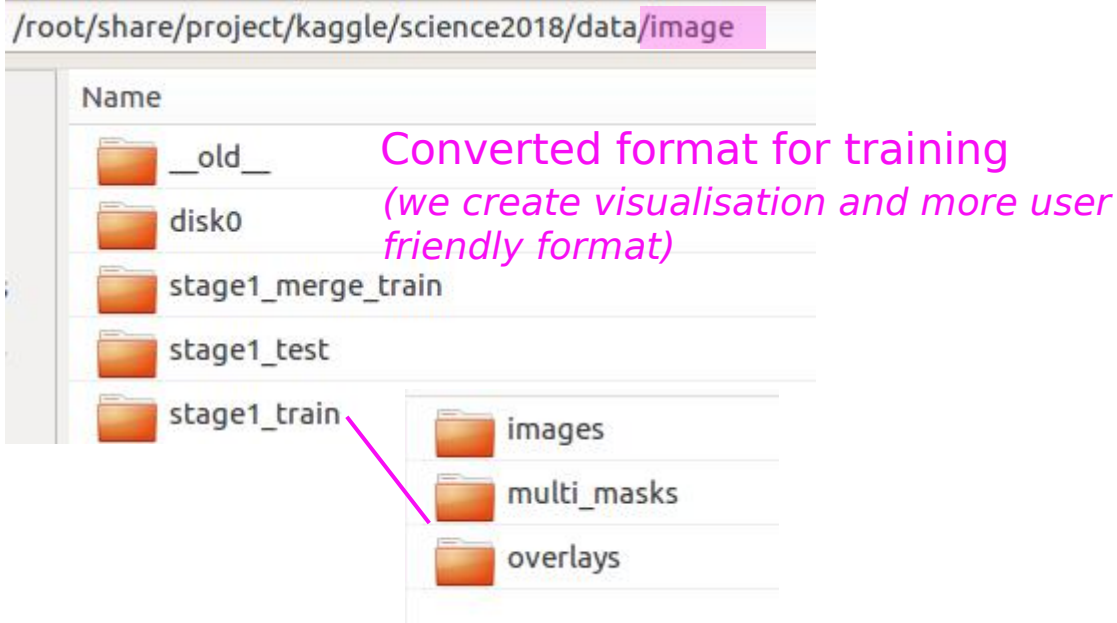 /root/share/project/kaggle/science2018/data/image
Name
__old__
Converted format for training
(we create visualisation and more user
friendly format)
disk0
stage1_merge_train
stage1_test
stage1_train
images
multi_masks
overlays